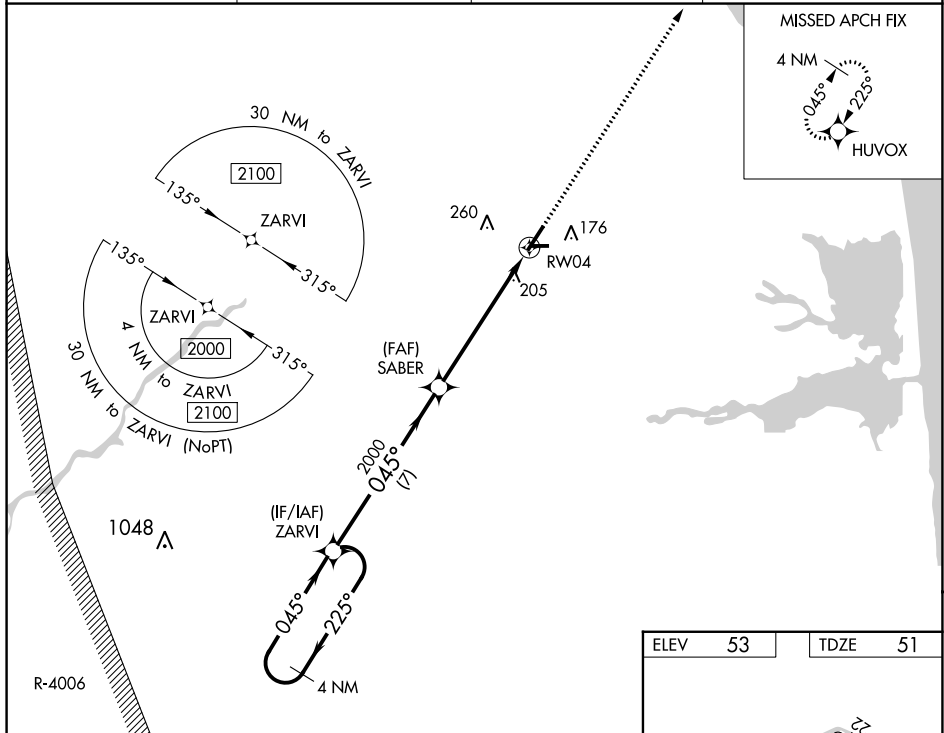 MISSED APCH FIX
4 NM
045°
225°
HUVOX
30 NM to ZARVI
2100
135°
ZARVI
315°
135°
ZARVI
2000
4 NM to ZARVI
315°
2100
30 NM to ZARVI (NoPT)
260
176
RW04
205
(FAF)
SABER
2000
045°
(7)
(IF/IAF)
ZARVI
1048
045°
225°
4 NM
R-4006
ELEV 53
TDZE 51
22